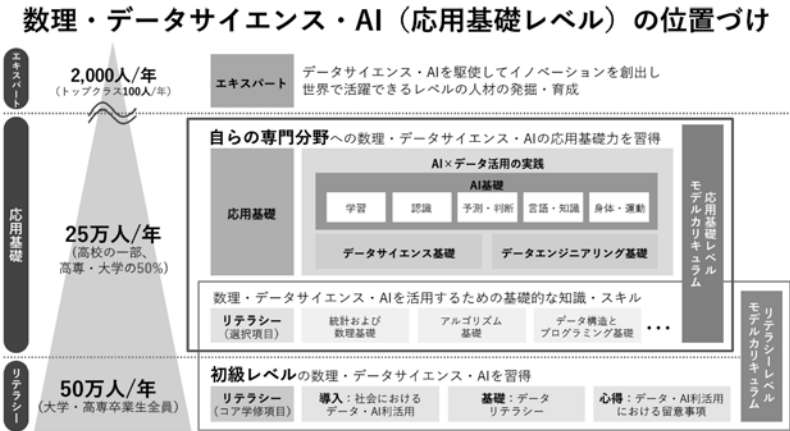 数理・データサイエンス・AI（応用基礎レベル）の位置づけ
エキスパート
2,000人/年
（トップクラス100人/年）
エキスパート
データサイエンス・AIを駆使してイノベーションを創出し
世界で活躍できるレベルの人材の発掘・育成
応用基礎
25万人/年
（高校の一部、
高専・大学の50%）
自らの専門分野への数理・データサイエンス・AIの応用基礎力を習得
応用基礎
AI×データ活用の実践
AI基礎
学習
認識
予測・判断
言語・知識
身体・運動
データサイエンス基礎
データエンジニアリング基礎
応用基礎レベル
モデルカリキュラム
数理・データサイエンス・AIを活用するための基礎的な知識・スキル
リテラシー
（選択項目）
統計および
数理基礎
アルゴリズム
基礎
データ構造と
プログラミング基礎
・・・
リテラシーレベル
モデルカリキュラム
リテラシー
50万人/年
（大学・高専卒業生全員）
初級レベルの数理・データサイエンス・AIを習得
リテラシー
（コア学修項目）
導入：社会における
データ・AI利活用
基礎：データ
リテラシー
心得：データ・AI利活用
における留意事項